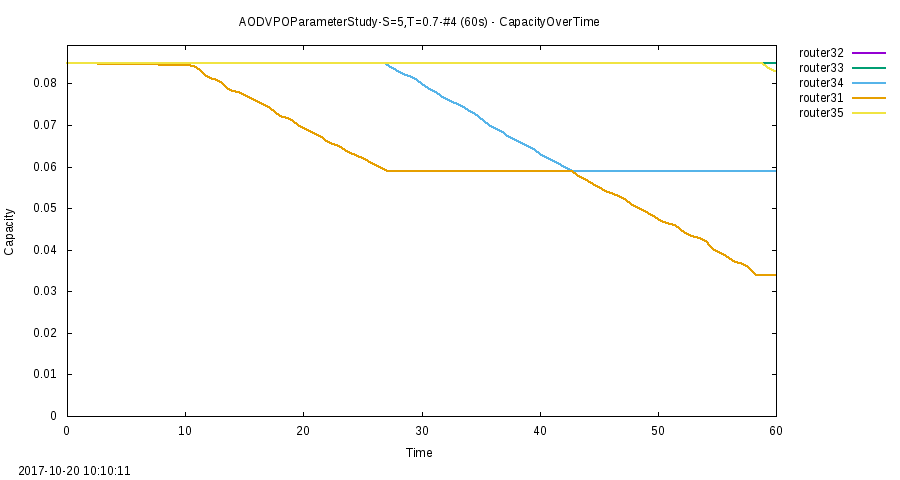 AODVPOParameterStudy-S=5,T=0.7-#4 (60s) - CapacityOverTime
router32
router33
router34
router31
router35
0.08
0.07
0.06
0.05
0.04
0.03
0.02
0.01
0
Capacity
0 10 20 30 40 50 60
Time
2017-10-20 10:10:11